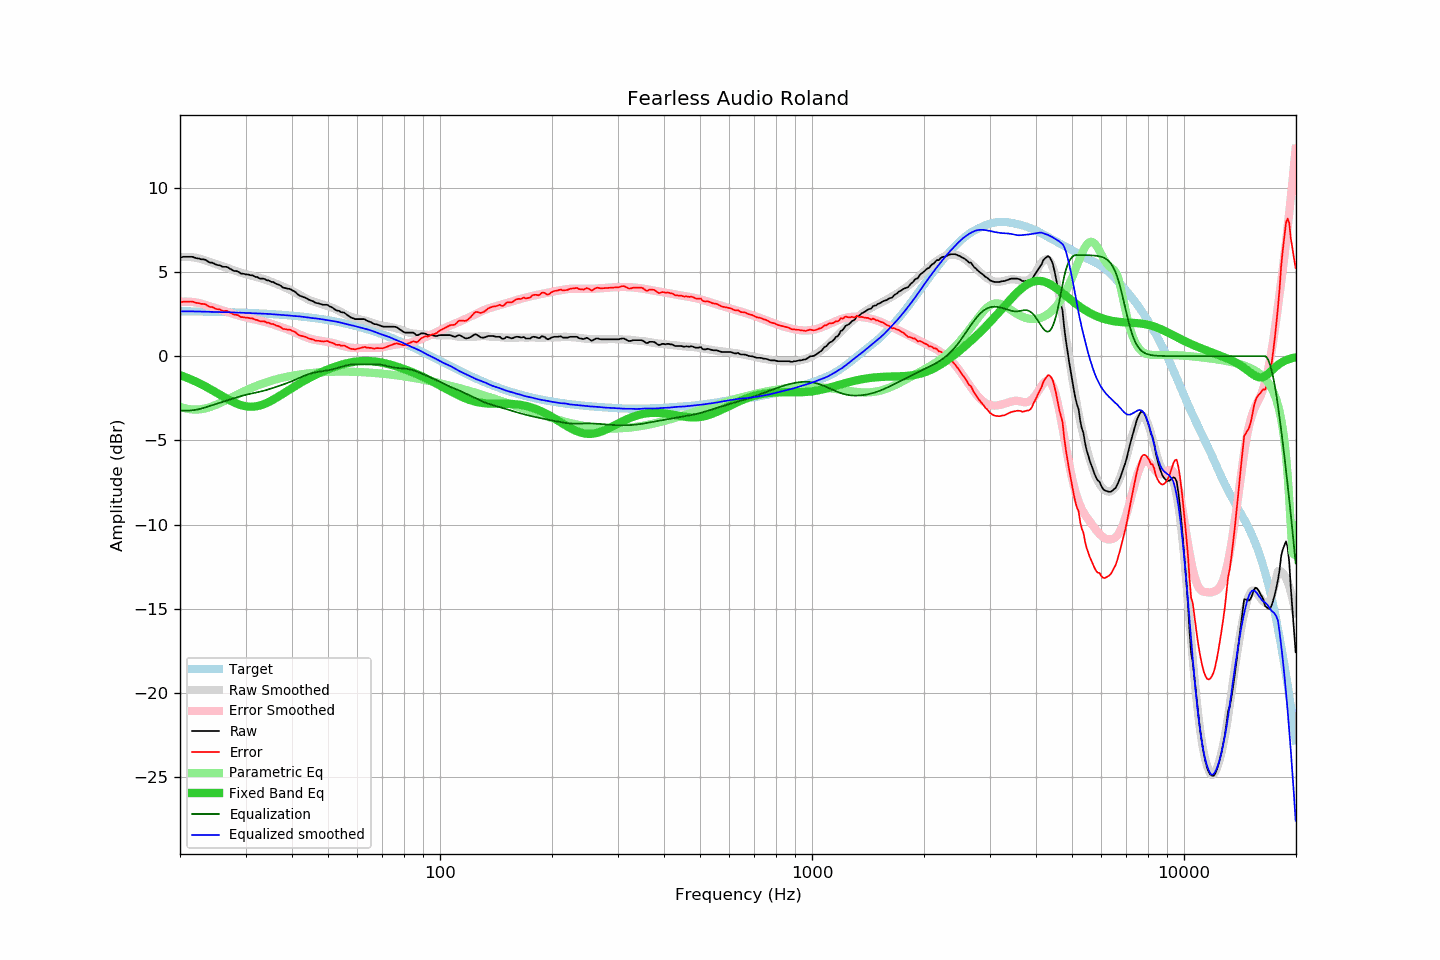 Fearless Audio Roland
Amplitude (dBr)
10
5
0
−5
−10
−15
−20
−25
Target
Raw Smoothed
Error Smoothed
Raw
Error
Parametric Eq
Fixed Band Eq
Equalization
Equalized smoothed
100
1000
10000
Frequency (Hz)